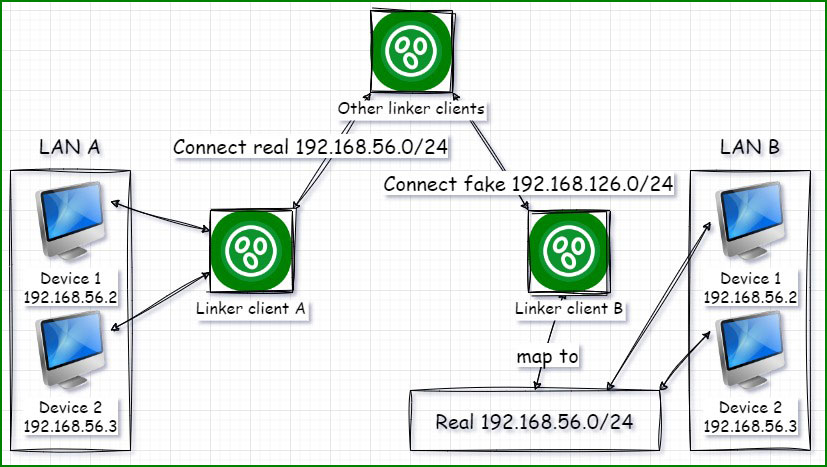 Other linker clients
LAN A
Connect real 192.168.56.0/24
LAN B
Connect fake 192.168.126.0/24
Device 1
192.168.56.2
Linker client A
Linker client B
Device 1
192.168.56.2
map to
Device 2
192.168.56.3
Real 192.168.56.0/24
Device 2
192.168.56.3